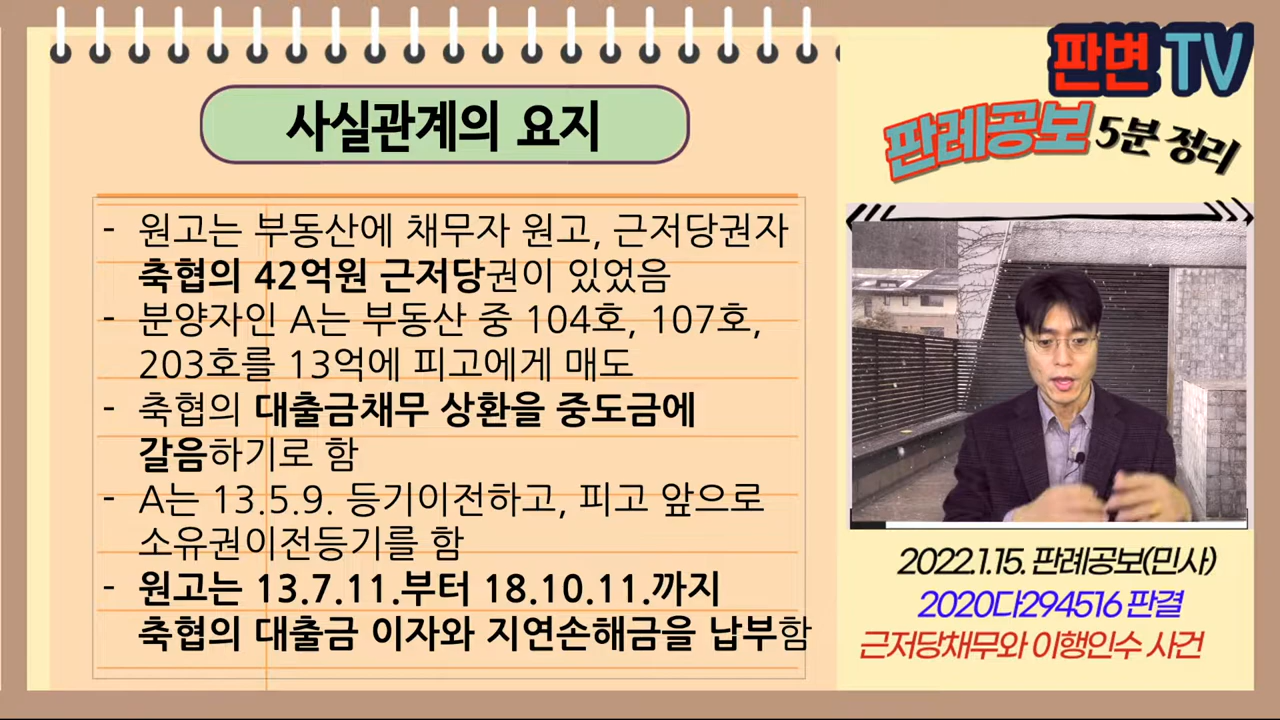 사실관계의 요지
- 원고는 부동산에 채무자 원고, 근저당권자
축협의 42억원 근저당권이 있었음
- 분양자인 A는 부동산 중 104호, 107호,
203호를 13억에 피고에게 매도
- 축협의 대출금채무 상환을 중도금에
갈음하기로 함
- A는 13.5.9. 등기이전하고, 피고 앞으로
소유권이전등기를 함
- 원고는 13.7.11.부터 18.10.11.까지
축협의 대출금 이자와 지연손해금을 납부함
판변 TV
판례공보 5분 정리
2022.1.15. 판례공보(민사)
2020다294516 판결
근저당채무와 이행인수 사건